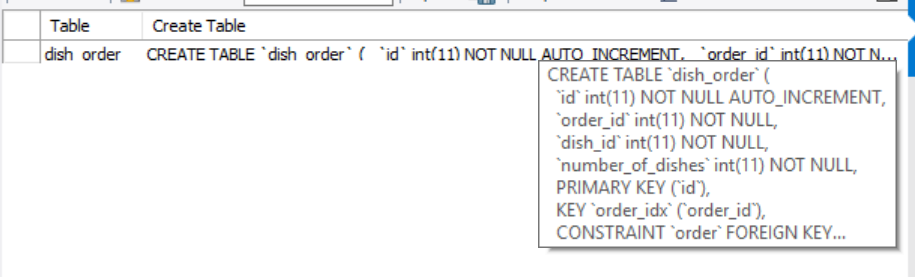 Table Create Table
dish_order CREATE TABLE `dish_order` ( `id` int(11) NOT NULL AUTO_INCREMENT, `order_id` int(11) NOT N...
CREATE TABLE `dish_order` (
`id` int(11) NOT NULL AUTO_INCREMENT,
`order_id` int(11) NOT NULL,
`dish_id` int(11) NOT NULL,
`number_of_dishes` int(11) NOT NULL,
PRIMARY KEY (`id`),
KEY `order_idx` (`order_id`),
CONSTRAINT `order` FOREIGN KEY...